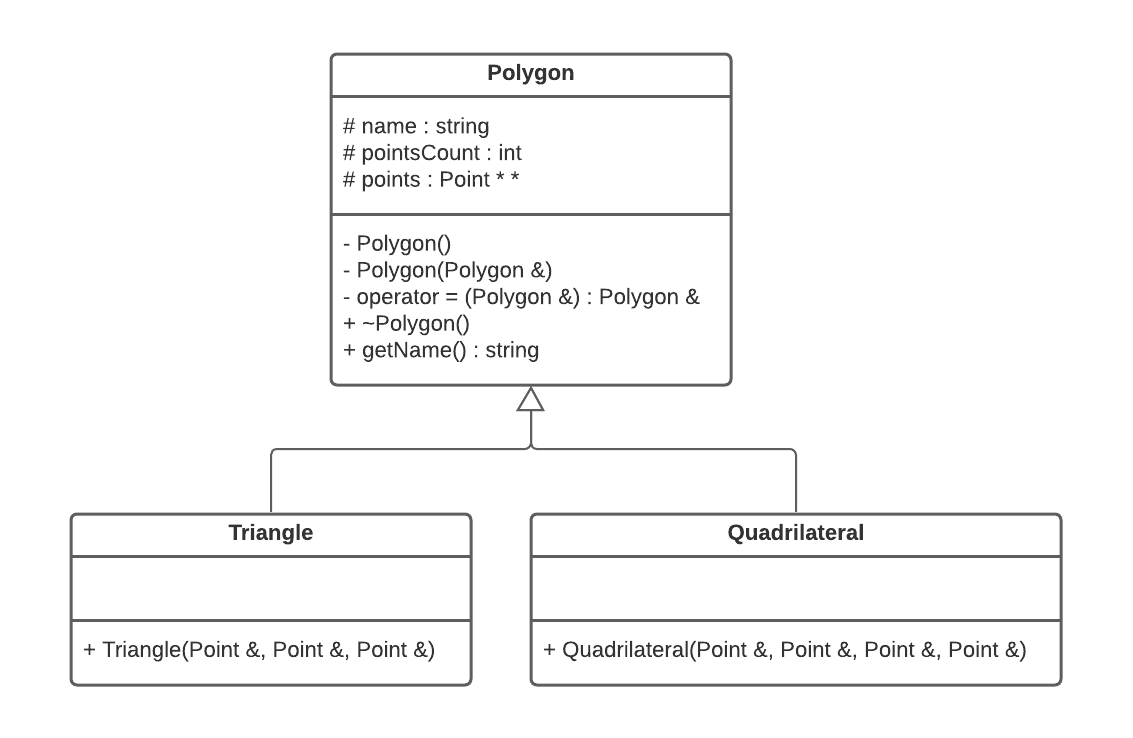 Polygon
# name : string
# pointsCount : int
# points : Point * *
- Polygon()
- Polygon(Polygon &)
- operator = (Polygon &) : Polygon &
+ ~Polygon()
+ getName() : string
Triangle
+ Triangle(Point &, Point &, Point &)
Quadrilateral
+ Quadrilateral(Point &, Point &, Point &, Point &)